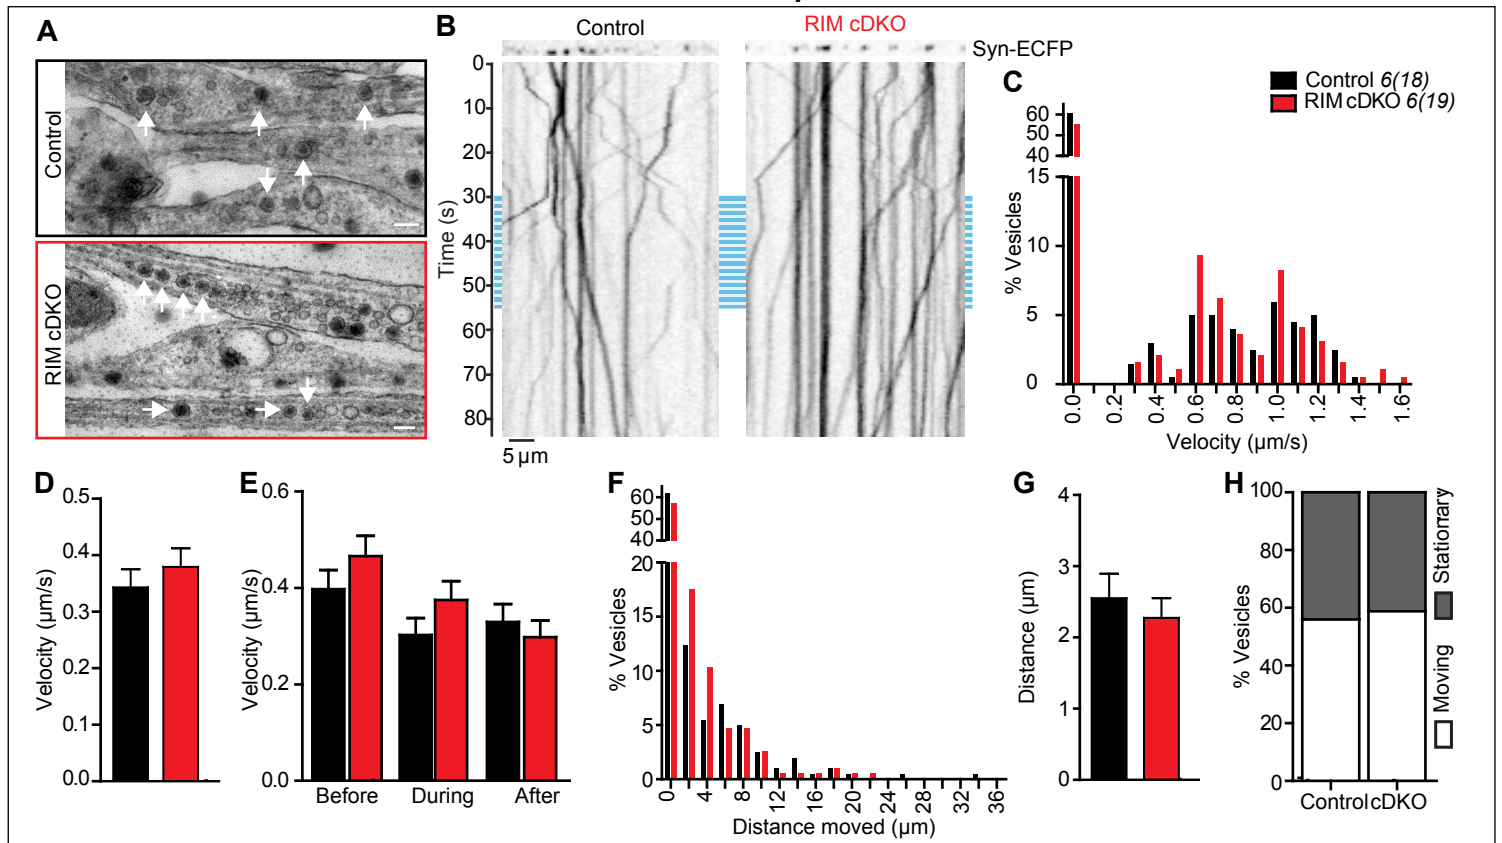 A
Control
RIM cDKO
B
Control
RIM cDKO
Syn-ECFP
Time (s)
0
10
20
30
40
50
60
70
80
5 µm
C
Control 6(18)
RIM cDKO 6(19)
% Vesicles
60
50
40
15
10
5
0
0.0
0.2
0.4
0.6
0.8
1.0
1.2
1.4
1.6
Velocity (µm/s)
D
Velocity (µm/s)
0.5
0.4
0.3
0.2
0.1
0.0
E
Velocity (µm/s)
0.6
0.4
0.2
0.0
Before
During
After
F
% Vesicles
60
50
40
20
15
10
5
0
0
4
8
12
16
20
24
28
32
36
Distance moved (µm)
G
Distance (µm)
4
3
2
1
0
H
% Vesicles
100
80
60
40
20
0
Control cDKO
Moving
Stationary